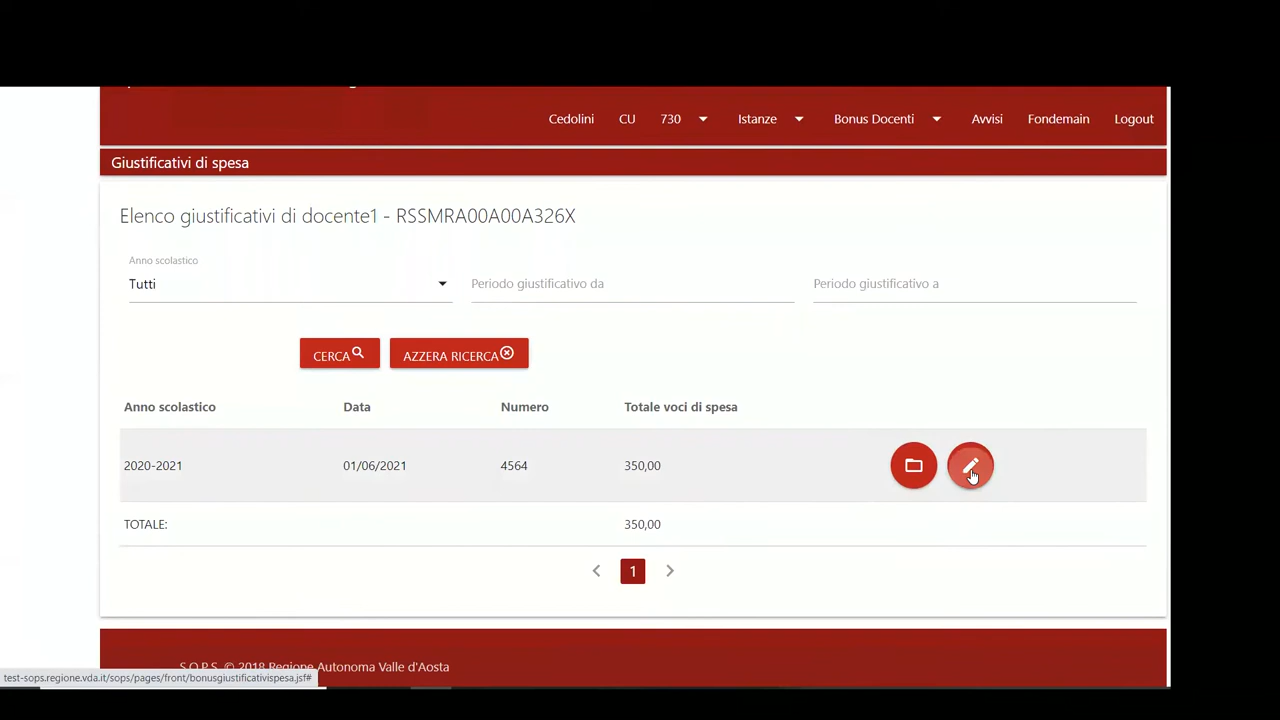 Cedolini CU 730 Istanze Bonus Docenti Avvisi Fondemain Logout
Giustificativi di spesa
Elenco giustificativi di docente1 - RSSMRA00A00A326X
Anno scolastico
Tutti Periodo giustificativo da Periodo giustificativo a
CERCA AZZERA RICERCA
Anno scolastico Data Numero Totale voci di spesa
2020-2021 01/06/2021 4564 350,00
TOTALE: 350,00
1
S.O.P.S. © 2018 Regione Autonoma Valle d'Aosta
test-sops.regione.vda.it/sops/pages/front/bonusgiustificativispesa.jsf#